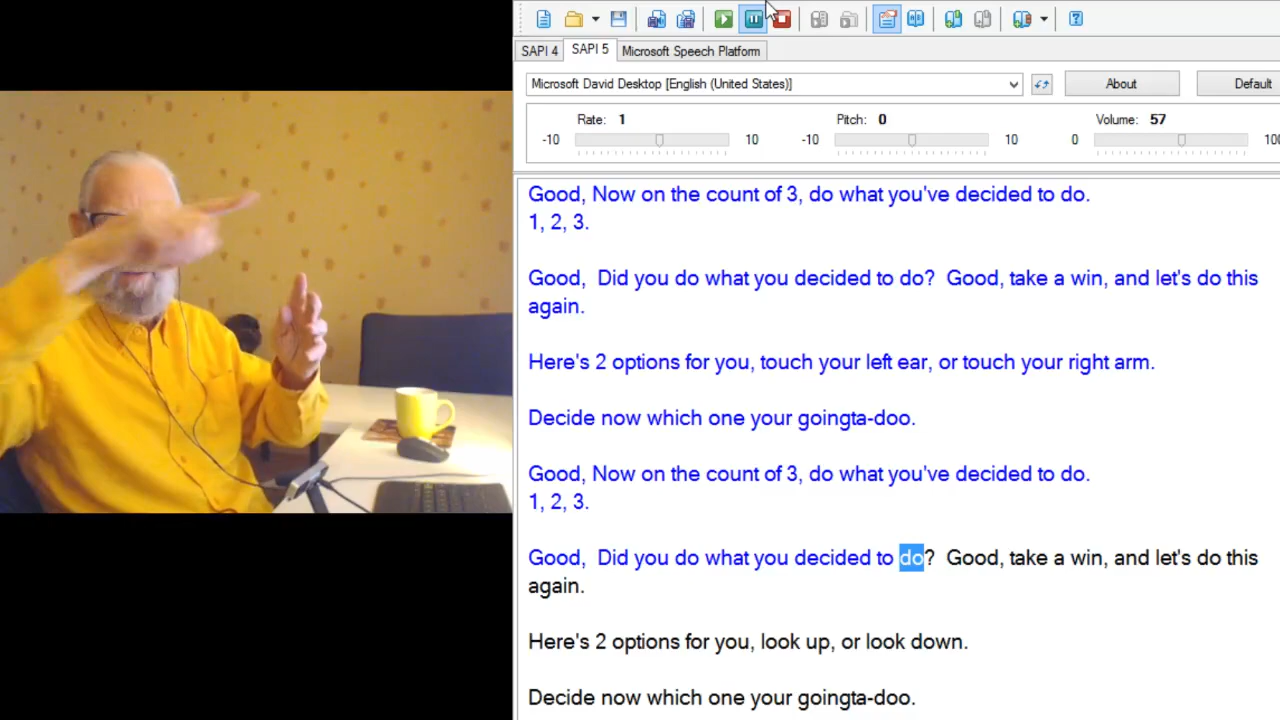 SAPI 4 SAPI 5 Microsoft Speech Platform
Microsoft David Desktop [English (United States)] About Default
Rate: 1 Pitch: 0 Volume: 57
-10 10 -10 10 0 100
Good, Now on the count of 3, do what you've decided to do.
1, 2, 3.
Good,  Did you do what you decided to do?  Good, take a win, and let's do this
again.
Here's 2 options for you, touch your left ear, or touch your right arm.
Decide now which one your goingta-doo.
Good, Now on the count of 3, do what you've decided to do.
1, 2, 3.
Good,  Did you do what you decided to do?  Good, take a win, and let's do this
again.
Here's 2 options for you, look up, or look down.
Decide now which one your goingta-doo.